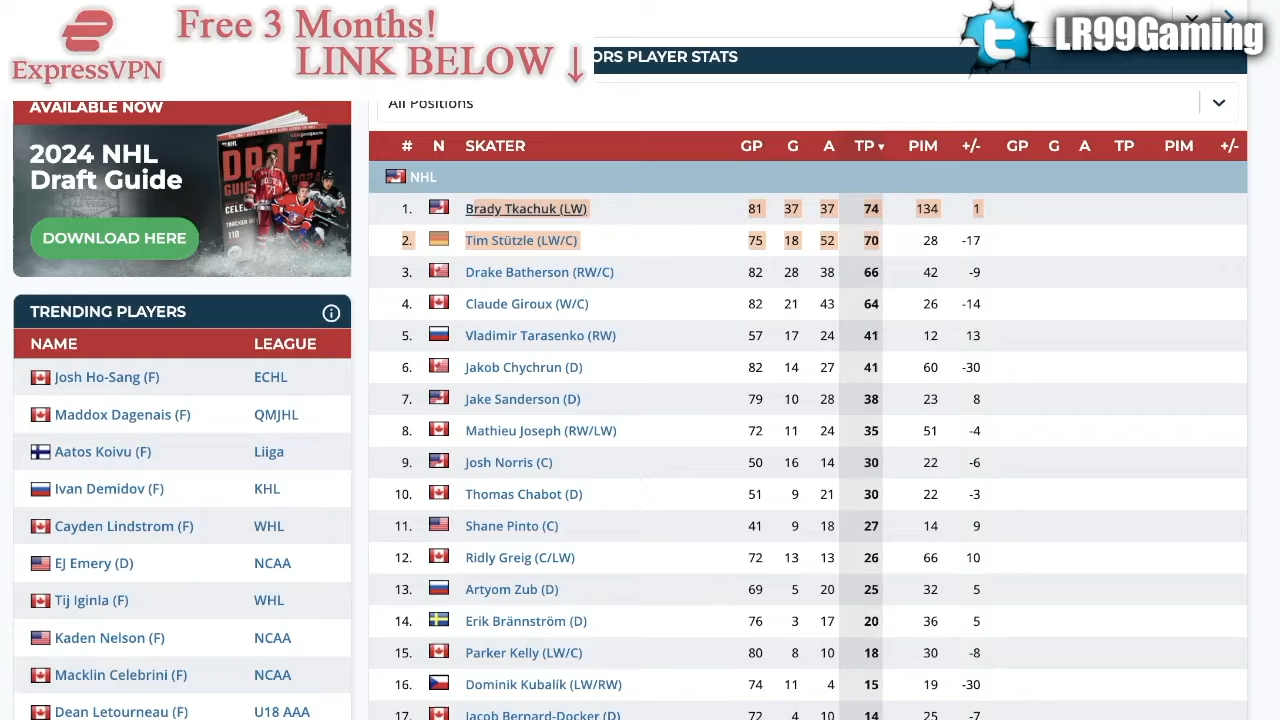 Free 3 Months!
LINK BELOW ↓
ExpressVPN
LR99Gaming
ORS PLAYER STATS
AVAILABLE NOW
2024 NHL
Draft Guide
DOWNLOAD HERE
DRAFT
TRENDING PLAYERS
NAME LEAGUE
Josh Ho-Sang (F) ECHL
Maddox Dagenais (F) QMJHL
Aatos Koivu (F) Liiga
Ivan Demidov (F) KHL
Cayden Lindstrom (F) WHL
EJ Emery (D) NCAA
Tij Iginla (F) WHL
Kaden Nelson (F) NCAA
Macklin Celebrini (F) NCAA
Dean Letourneau (F) U18 AAA
All Positions
# N SKATER GP G A TP ▾ PIM +/- GP G A TP PIM +/-
NHL
1. Brady Tkachuk (LW) 81 37 37 74 134 1
2. Tim Stützle (LW/C) 75 18 52 70 28 -17
3. Drake Batherson (RW/C) 82 28 38 66 42 -9
4. Claude Giroux (W/C) 82 21 43 64 26 -14
5. Vladimir Tarasenko (RW) 57 17 24 41 12 13
6. Jakob Chychrun (D) 82 14 27 41 60 -30
7. Jake Sanderson (D) 79 10 28 38 23 8
8. Mathieu Joseph (RW/LW) 72 11 24 35 51 -4
9. Josh Norris (C) 50 16 14 30 22 -6
10. Thomas Chabot (D) 51 9 21 30 22 -3
11. Shane Pinto (C) 41 9 18 27 14 9
12. Ridly Greig (C/LW) 72 13 13 26 66 10
13. Artyom Zub (D) 69 5 20 25 32 5
14. Erik Brännström (D) 76 3 17 20 36 5
15. Parker Kelly (LW/C) 80 8 10 18 30 -8
16. Dominik Kubalík (LW/RW) 74 11 4 15 19 -30
17. Jacob Bernard-Docker (D) 72 4 10 14 25 -7